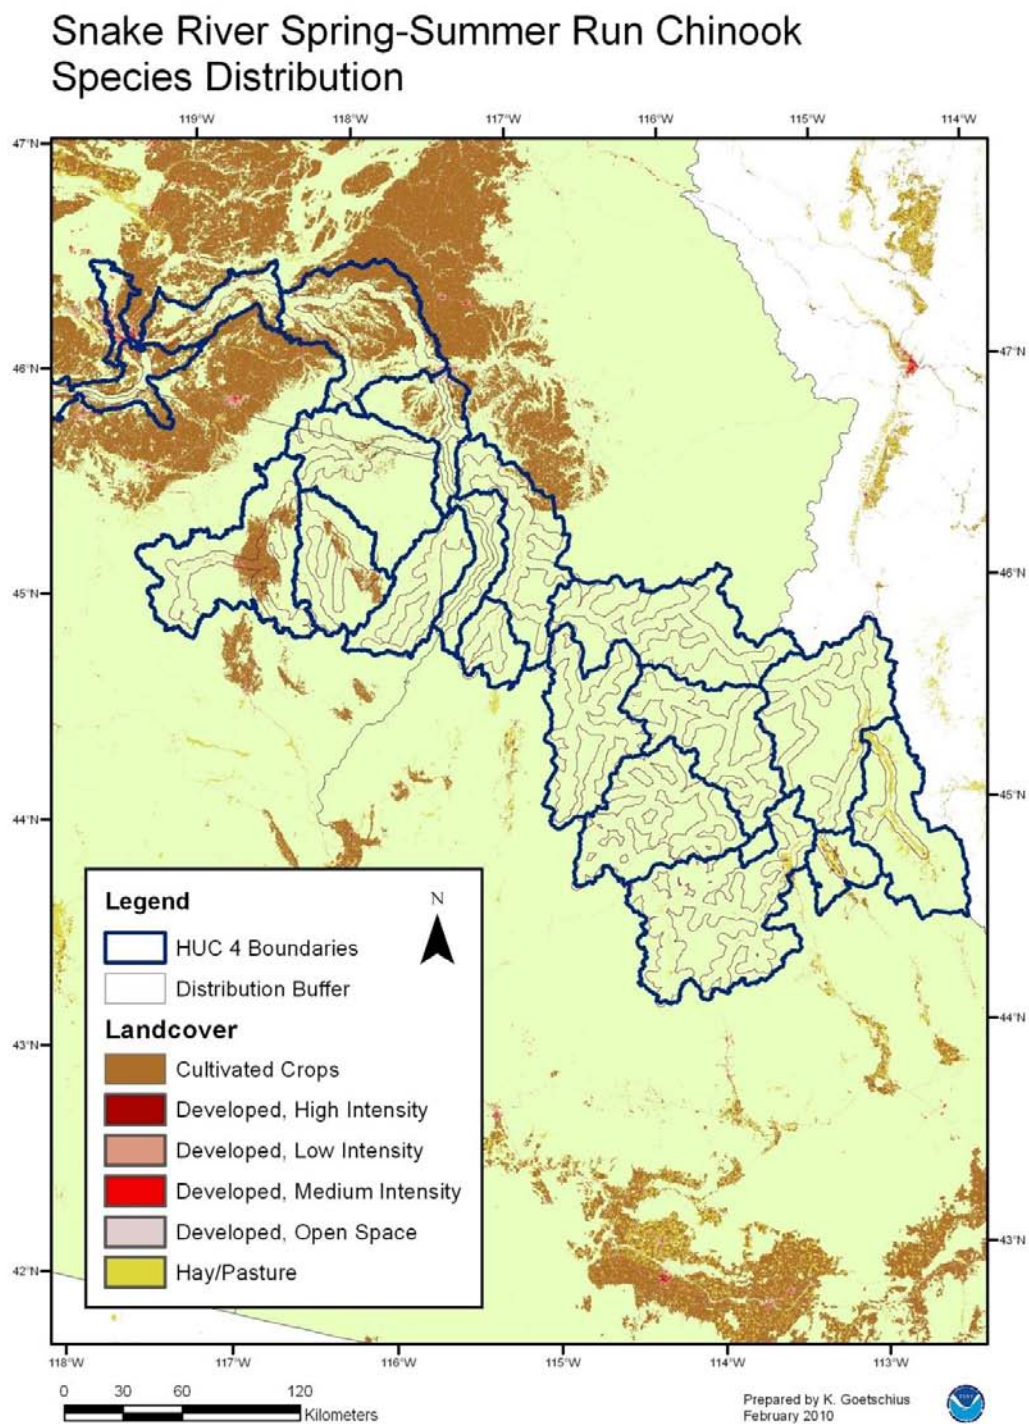 Snake River Spring-Summer Run Chinook
Species Distribution
119°W 118°W 117°W 116°W 115°W 114°W
47°N
46°N
45°N
44°N
43°N
42°N
47°N
46°N
45°N
44°N
43°N
Legend
N
HUC 4 Boundaries
Distribution Buffer
Landcover
Cultivated Crops
Developed, High Intensity
Developed, Low Intensity
Developed, Medium Intensity
Developed, Open Space
Hay/Pasture
118°W 117°W 116°W 115°W 114°W 113°W
0 30 60 120
Kilometers
Prepared by K. Goetschius
February 2010